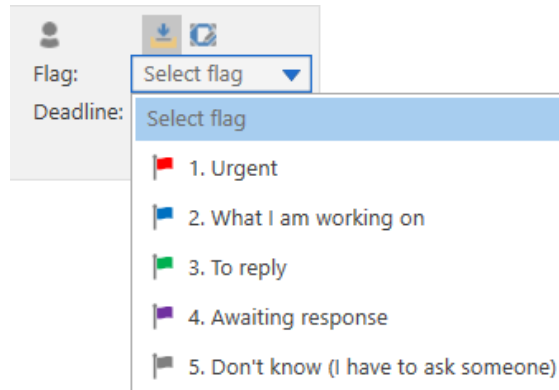 Flag:
Select flag
Deadline:
Select flag
1. Urgent
2. What I am working on
3. To reply
4. Awaiting response
5. Don't know (I have to ask someone)